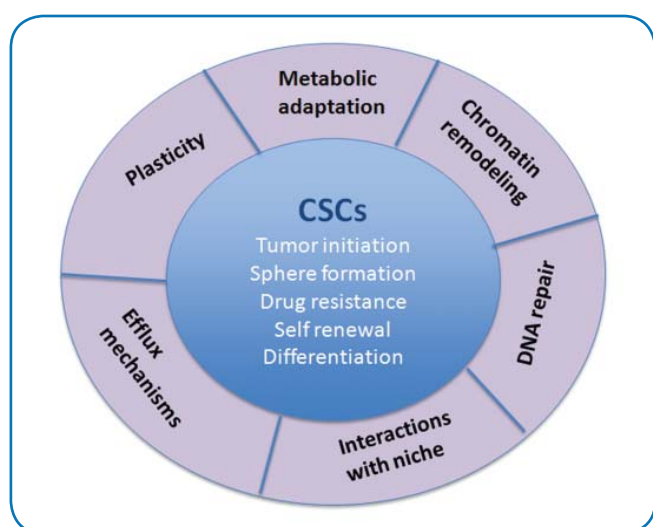 Metabolic
adaptation
Chromatin
remodeling
DNA repair
Interactions
with niche
Efflux
mechanisms
Plasticity
CSCs
Tumor initiation
Sphere formation
Drug resistance
Self renewal
Differentiation